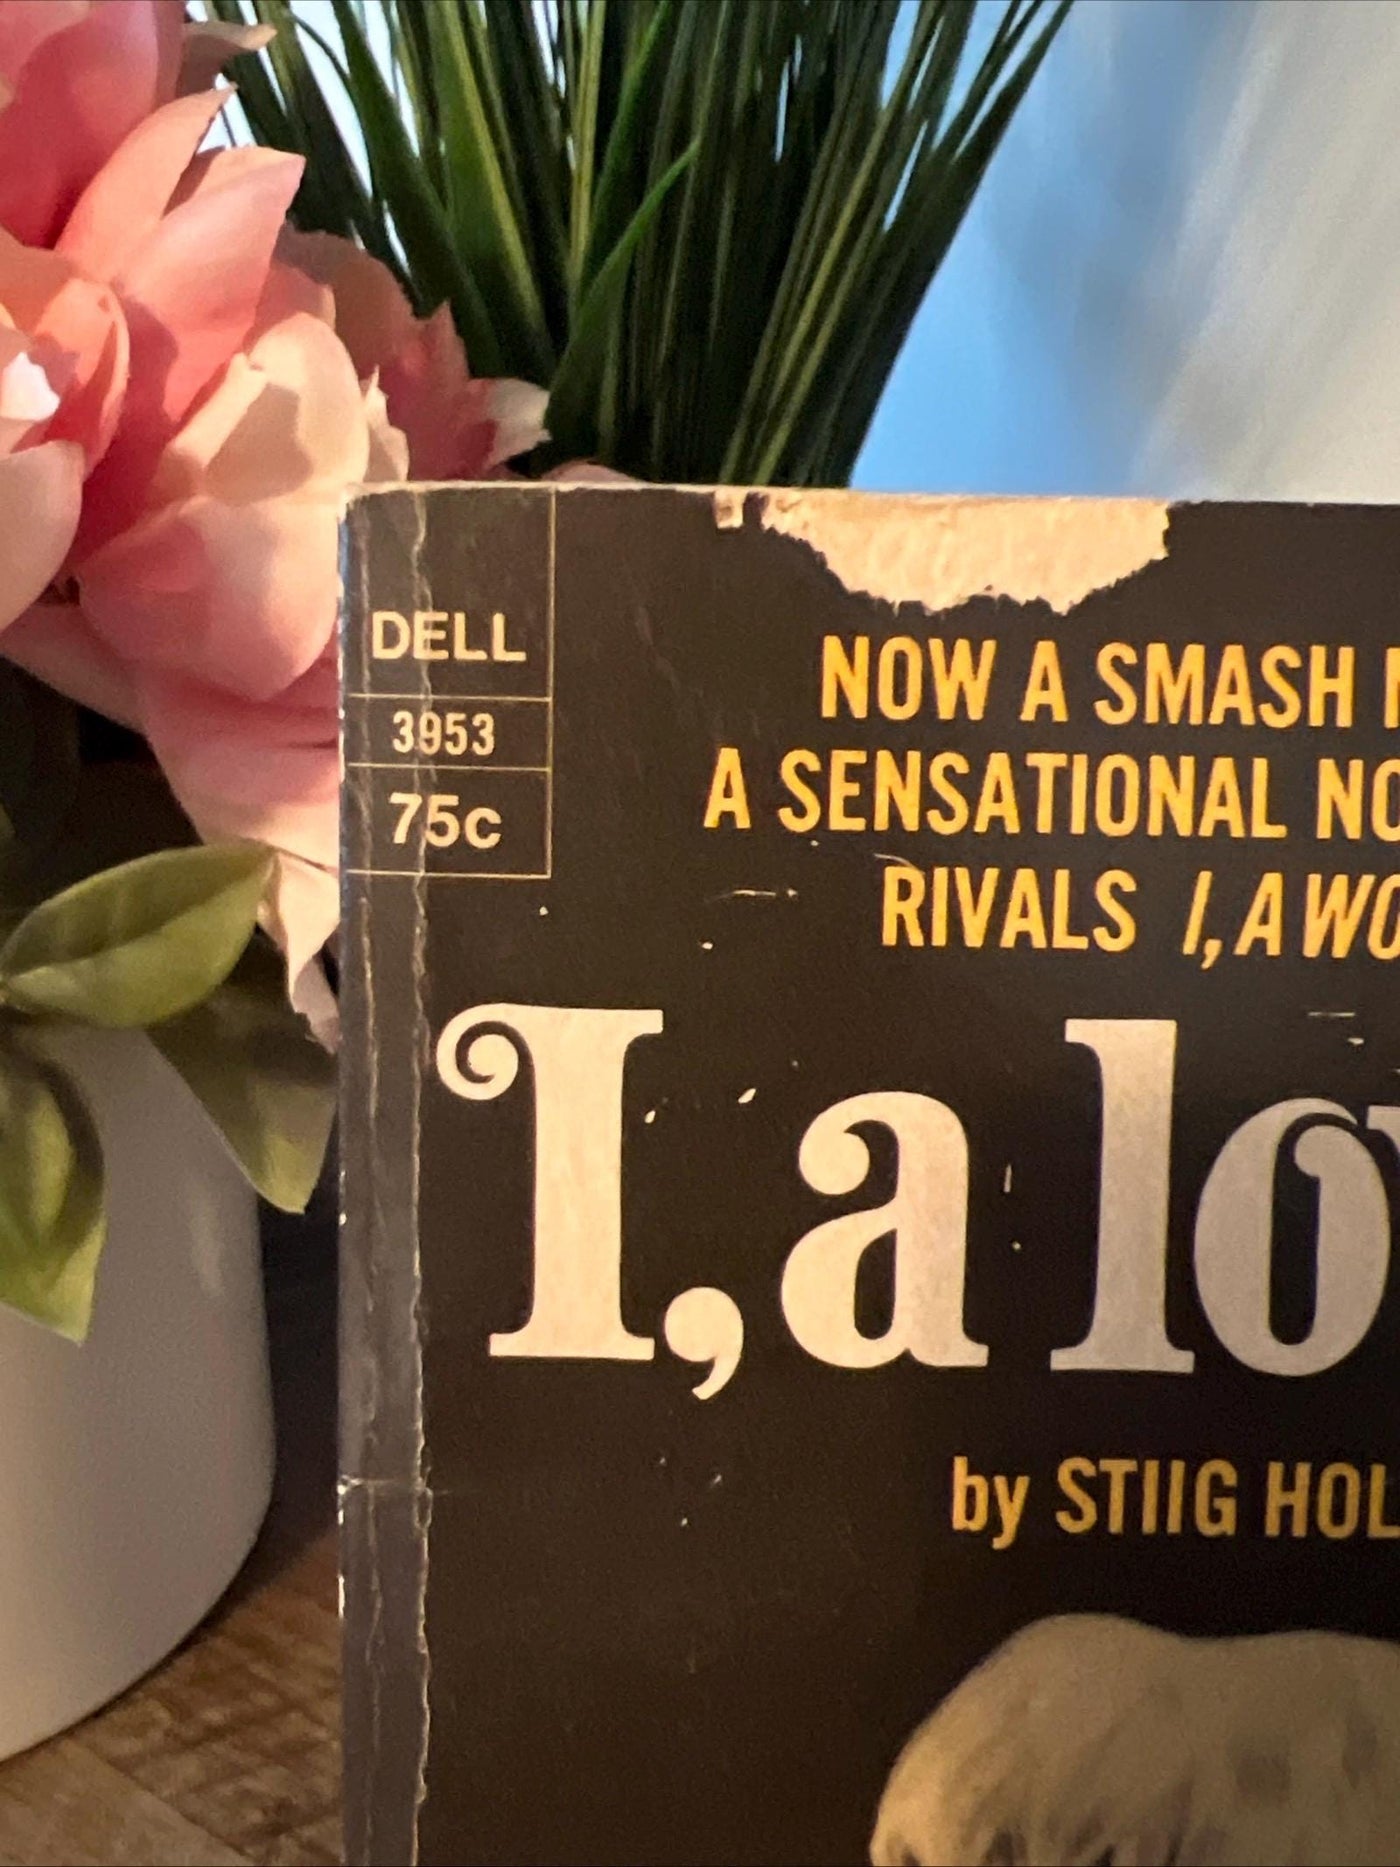 DELL
3953
75c
NOW A SMASH
A SENSATIONAL
RIVALS I, A
I, a
by STIIG